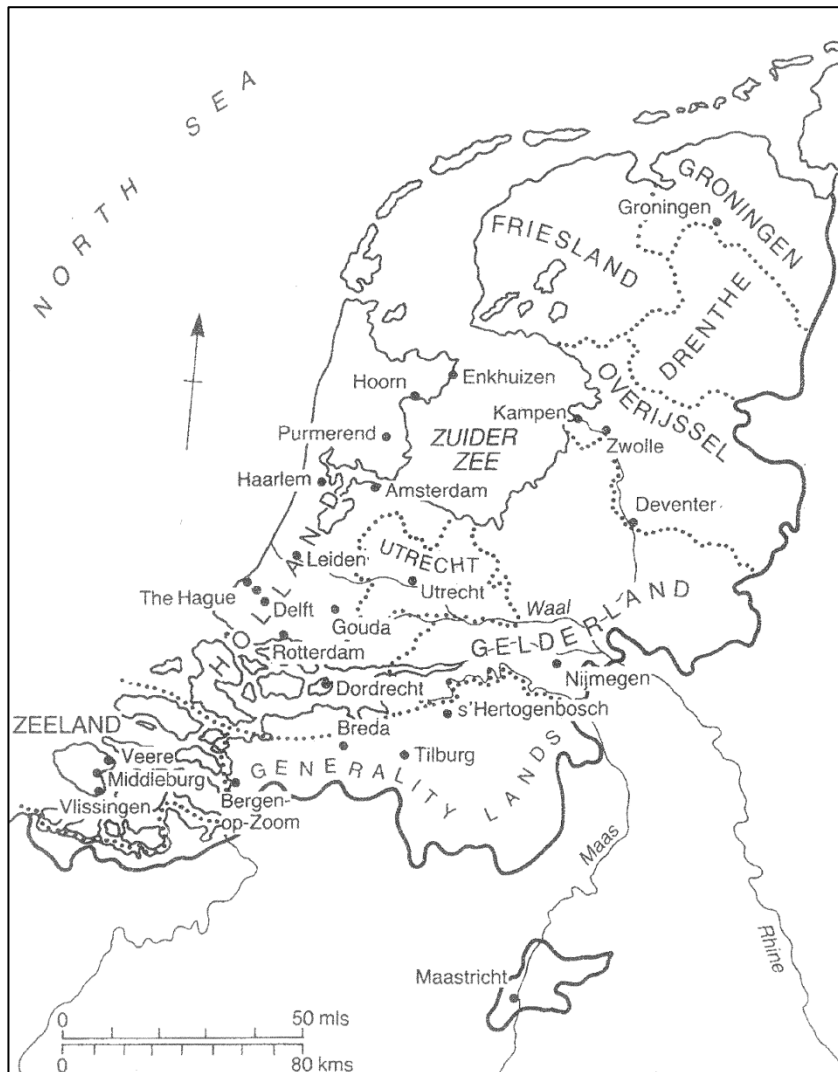 NORTH SEA
GRONINGEN
Groningen
FRIESLAND
DRENTHE
OVERIJSSEL
Hoorn
Enkhuizen
Kampen
Purmerend
ZUIDER
ZEE
Zwolle
Haarlem
Amsterdam
Deventer
HOLLAND
Leiden
UTRECHT
Utrecht
The Hague
Delft
Gouda
Waal
GELDERLAND
Rotterdam
Nijmegen
Dordrecht
s'Hertogenbosch
ZEELAND
Breda
Veere
Tilburg
Middleburg
GENERALITY LANDS
Vlissingen
Bergen-
op-Zoom
Maas
Rhine
Maastricht
0 50 mls
0 80 kms